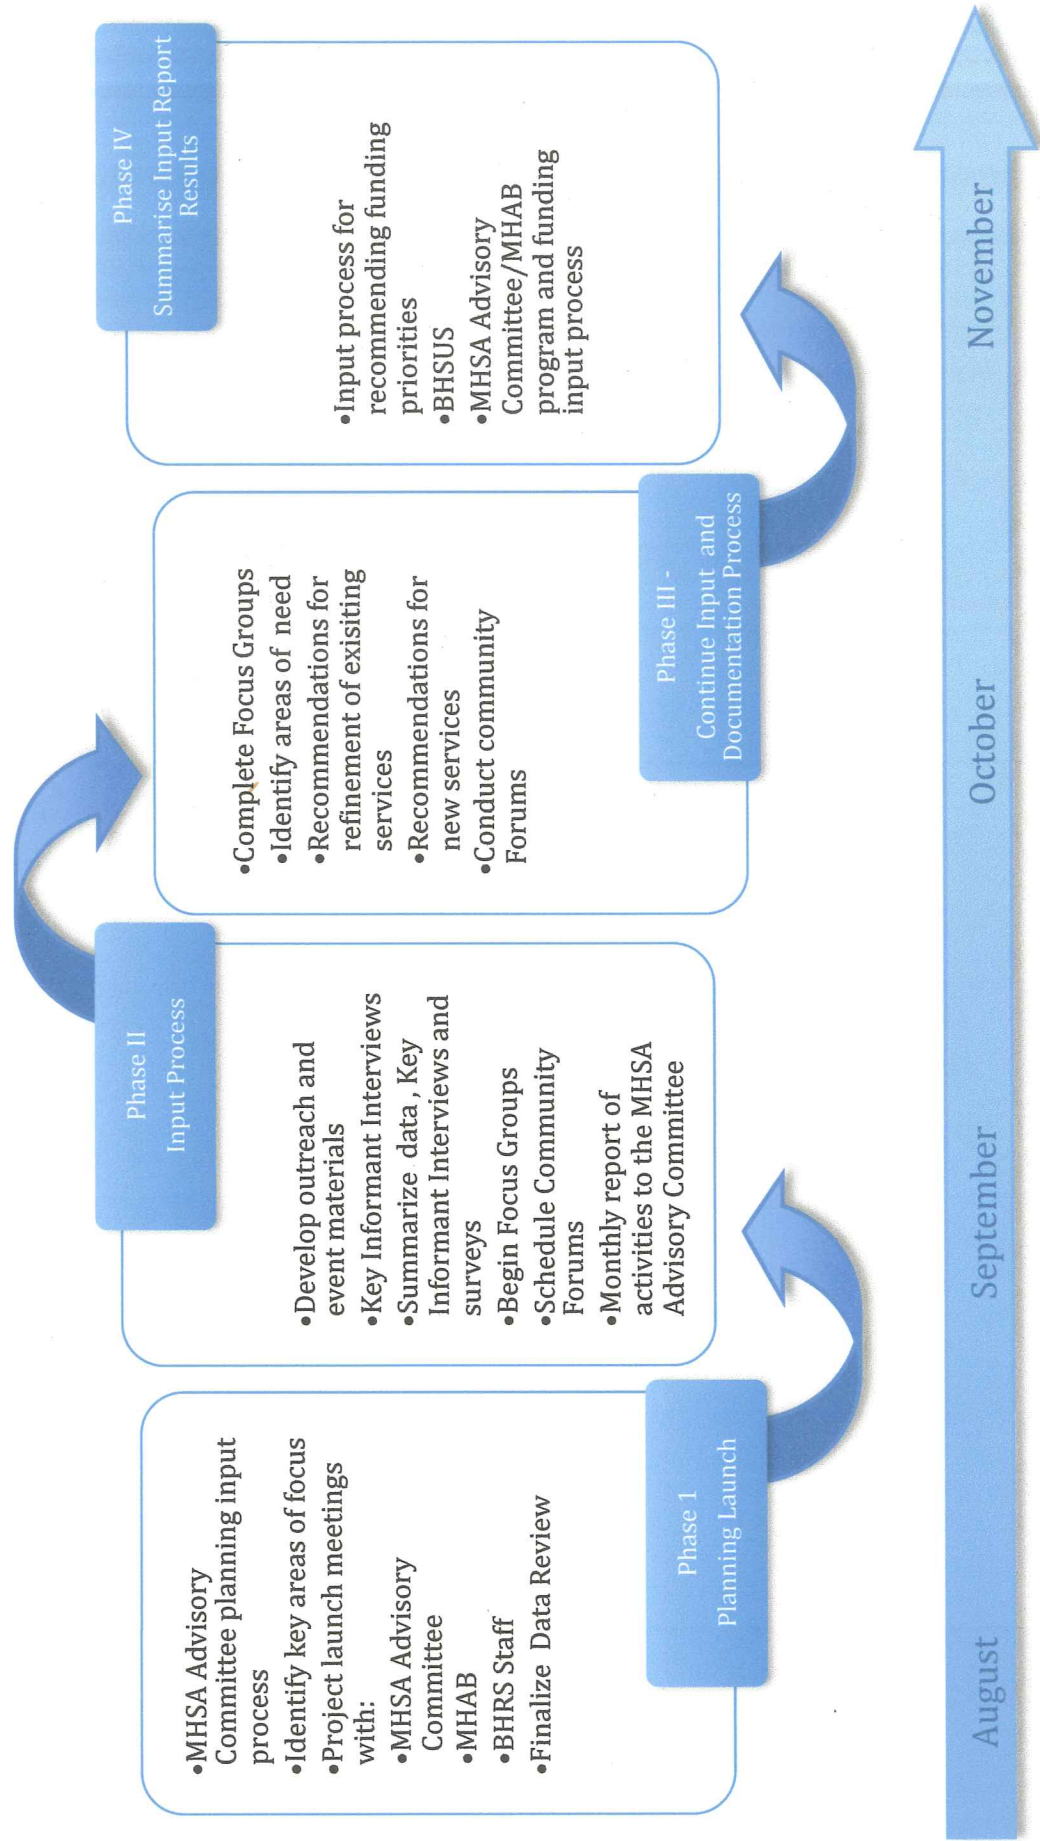 •MHSA Advisory
Committee planning input
process
•Identify key areas of focus
•Project launch meetings
with:
•MHSA Advisory
Committee
•MHAB
•BHRS Staff
•Finalize Data Review
Phase 1
Planning Launch
Phase II
Input Process
•Develop outreach and
event materials
•Key Informant Interviews
•Summarize data, Key
Informant Interviews and
surveys
•Begin Focus Groups
•Schedule Community
Forums
•Monthly report of
activities to the MHSA
Advisory Committee
•Complete Focus Groups
•Identify areas of need
•Recommendations for
refinement of exisiting
services
•Recommendations for
new services
•Conduct community
Forums
Phase III -
Continue Input and
Documentation Process
Phase IV
Summarise Input Report
Results
•Input process for
recommending funding
priorities
•BHSUS
•MHSA Advisory
Committee/MHAB
program and funding
input process
August
September
October
November